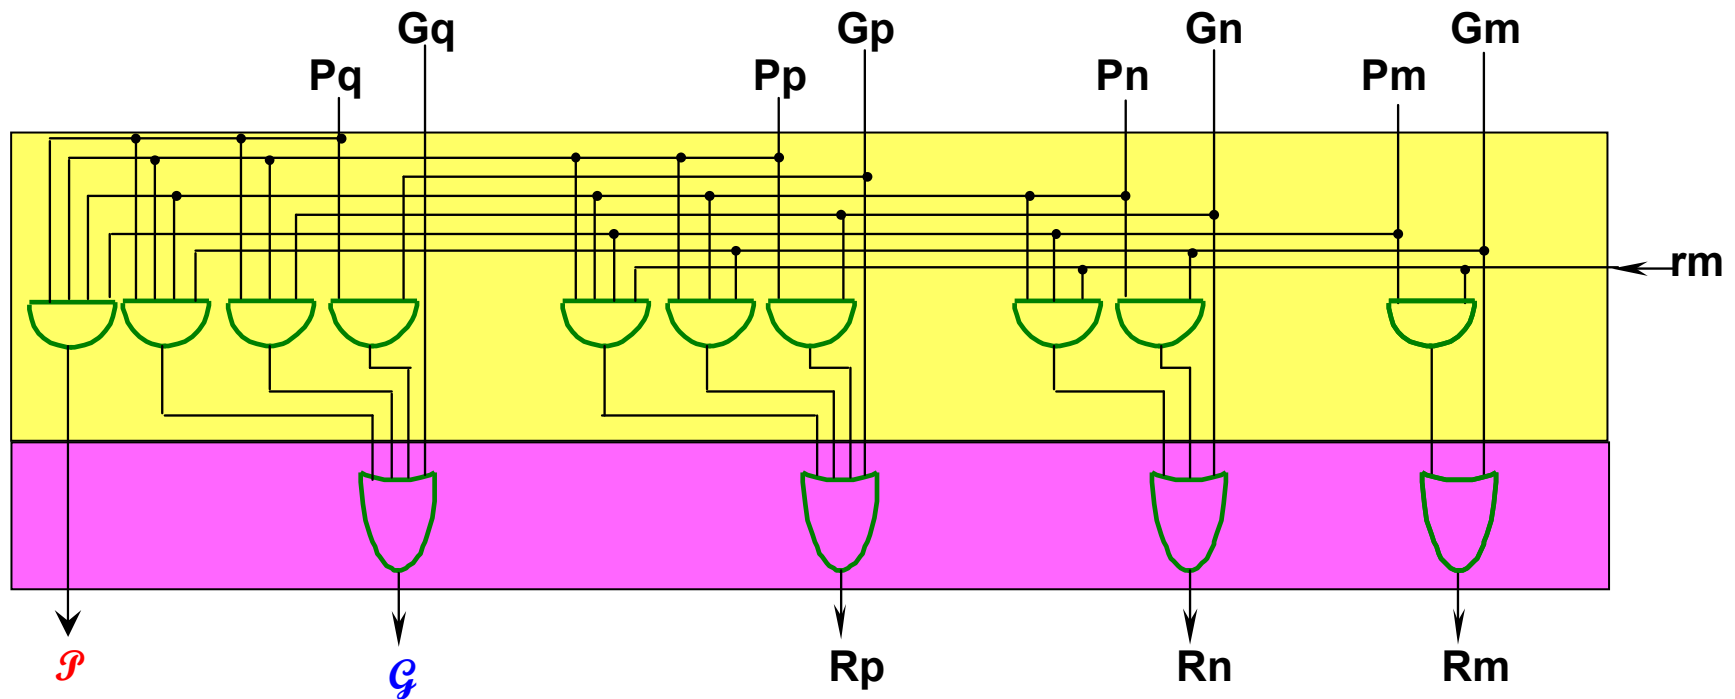 Gq Gp Gn Gm
Pq Pp Pn Pm
rm
𝒫 𝒢 Rp Rn Rm